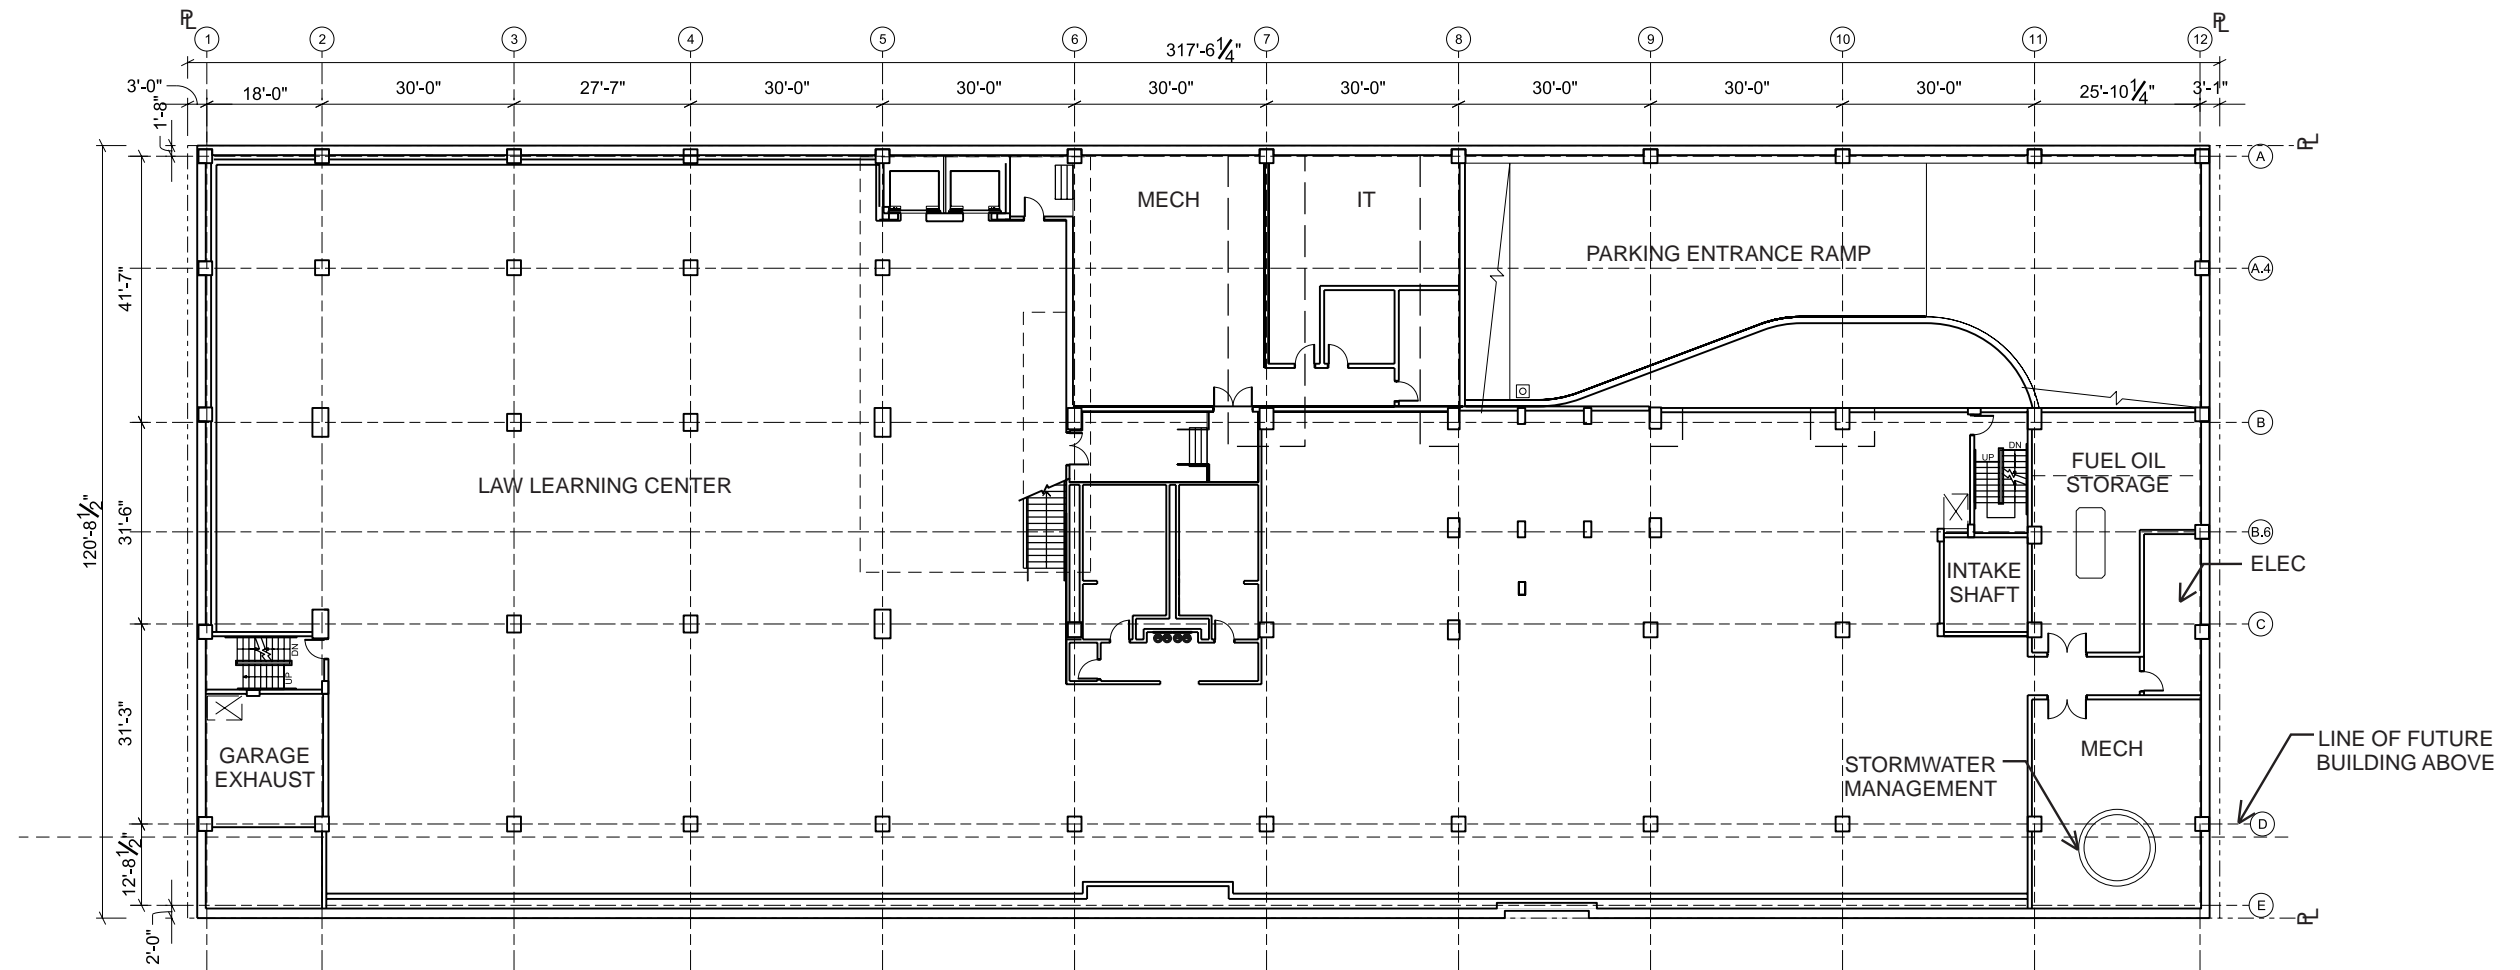 PL
PL
1
2
3
4
5
6
7
8
9
10
11
12
317'-6 1/4"
3'-0"
18'-0"
30'-0"
27'-7"
30'-0"
30'-0"
30'-0"
30'-0"
30'-0"
30'-0"
30'-0"
25'-10 1/4"
3'-1"
1'-8"
PL
A
MECH
IT
PARKING ENTRANCE RAMP
A.4
41'-7"
B
DN
UP
FUEL OIL
STORAGE
LAW LEARNING CENTER
120'-8 1/2"
31'-6"
B.6
ELEC
INTAKE
SHAFT
C
DN
UP
31'-3"
GARAGE
EXHAUST
MECH
LINE OF FUTURE
BUILDING ABOVE
STORMWATER
MANAGEMENT
D
12'-8 1/2"
E
PL
2'-0"